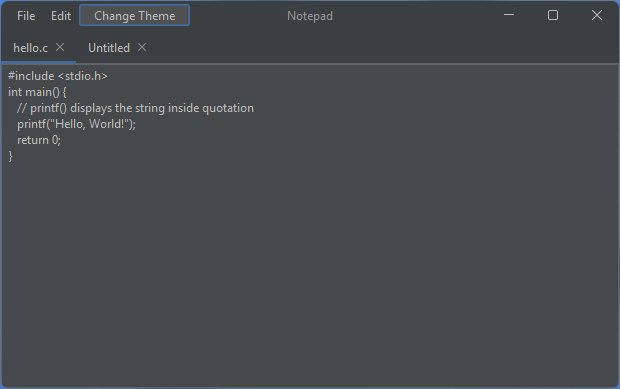 File Edit Change Theme Notepad
hello.c Untitled
#include <stdio.h>
int main() {
   // printf() displays the string inside quotation
   printf("Hello, World!");
   return 0;
}